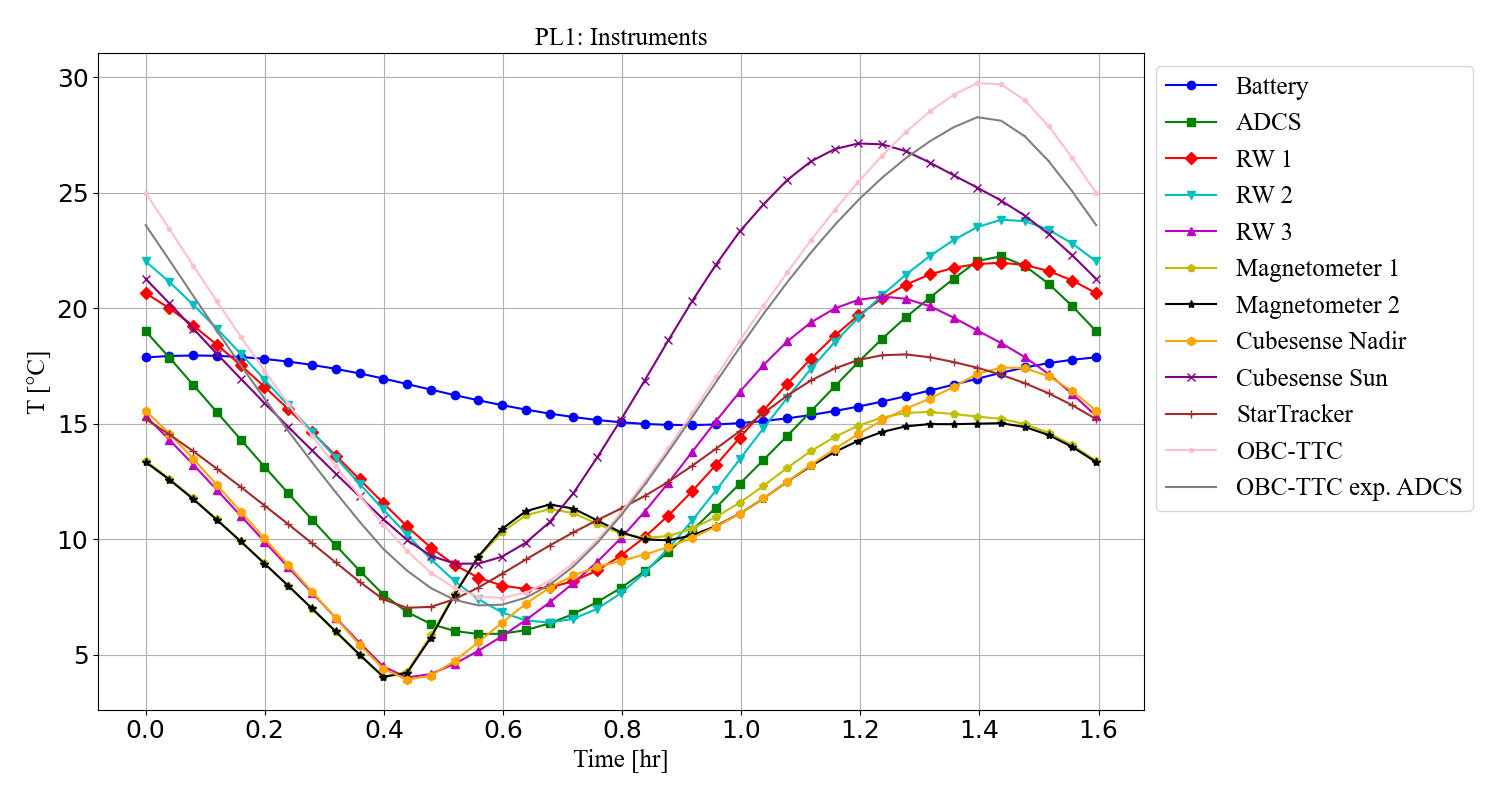 PL1: Instruments
T [°C]
30
25
20
15
10
5
0.0 0.2 0.4 0.6 0.8 1.0 1.2 1.4 1.6
Time [hr]
Battery
ADCS
RW 1
RW 2
RW 3
Magnetometer 1
Magnetometer 2
Cubesense Nadir
Cubesense Sun
StarTracker
OBC-TTC
OBC-TTC exp. ADCS